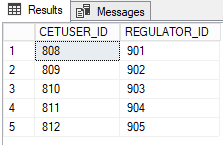 Results Messages
CETUSER_ID REGULATOR_ID
1 808 901
2 809 902
3 810 903
4 811 904
5 812 905